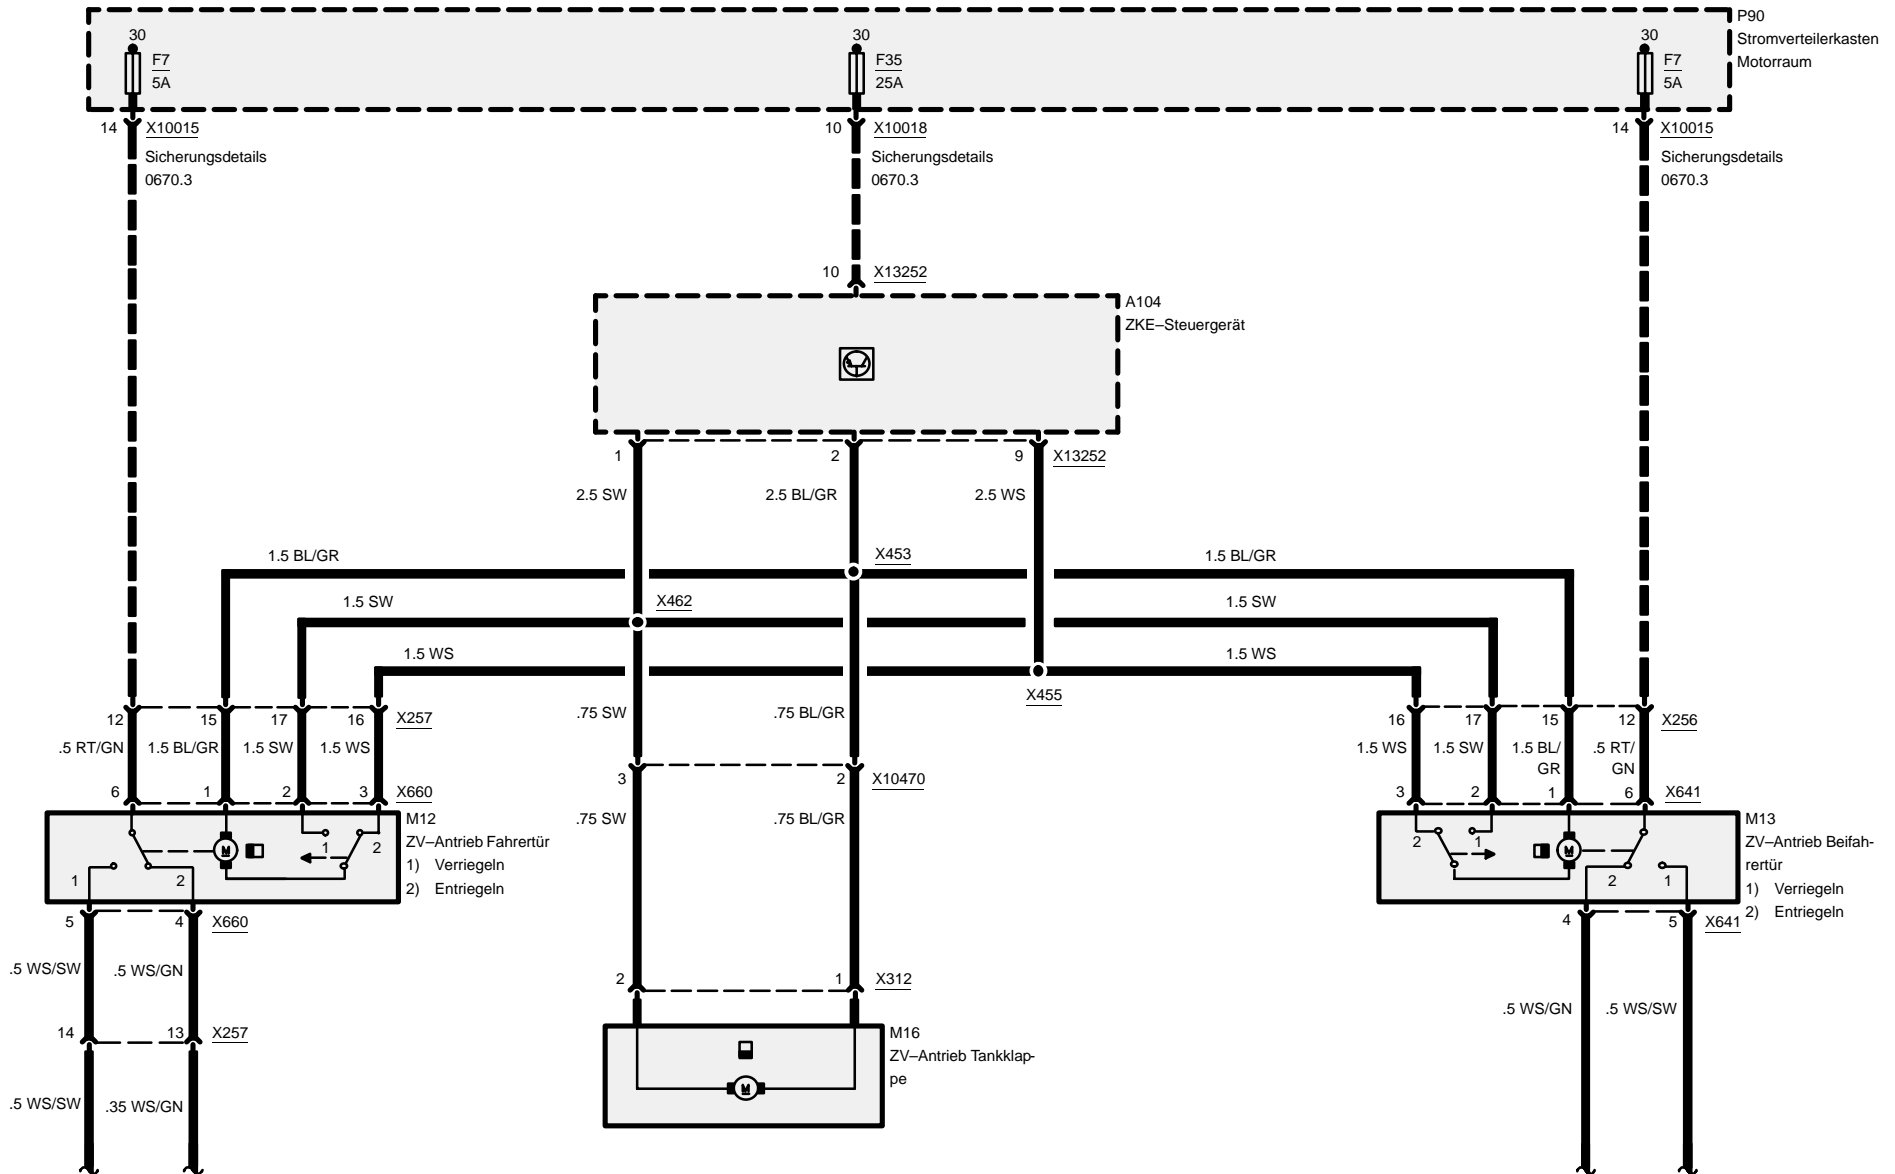 P90
Stromverteilerkasten
Motorraum
30
F7
5A
30
F35
25A
30
F7
5A
14 X10015
Sicherungsdetails
0670.3
10 X10018
Sicherungsdetails
0670.3
14 X10015
Sicherungsdetails
0670.3
10 X13252
A104
ZKE–Steuergerät
1 2 9 X13252
2.5 SW 2.5 BL/GR 2.5 WS
1.5 BL/GR X453 1.5 BL/GR
1.5 SW X462 1.5 SW
1.5 WS 1.5 WS
X455
12 15 17 16 X257
.5 RT/GN 1.5 BL/GR 1.5 SW 1.5 WS
6 1 2 3 X660
M12
ZV–Antrieb Fahrertür
1) Verriegeln
2) Entriegeln
M
1 2
1 2
5 4 X660
.5 WS/SW .5 WS/GN
14 13 X257
.5 WS/SW .35 WS/GN
.75 SW .75 BL/GR
3 2 X10470
.75 SW .75 BL/GR
2 1 X312
M16
ZV–Antrieb Tankklap-
pe
M
16 17 15 12 X256
1.5 WS 1.5 SW 1.5 BL/
GR
.5 RT/
GN
3 2 1 6 X641
M13
ZV–Antrieb Beifah-
rertür
1) Verriegeln
2) Entriegeln
2 1
M
2 1
4 5 X641
.5 WS/GN .5 WS/SW